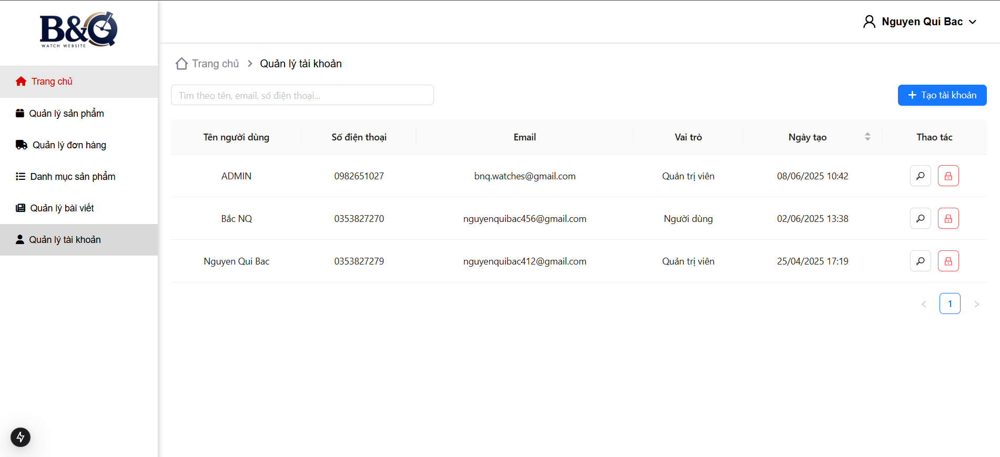 B&Q
WATCH WEBSITE
Nguyen Qui Bac
Trang chủ
Quản lý sản phẩm
Quản lý đơn hàng
Danh mục sản phẩm
Quản lý bài viết
Quản lý tài khoản
Trang chủ > Quản lý tài khoản
Tìm theo tên, email, số điện thoại...
+ Tạo tài khoản
Tên người dùng Số điện thoại Email Vai trò Ngày tạo Thao tác
ADMIN 0982651027 bnq.watches@gmail.com Quản trị viên 08/06/2025 10:42
Bắc NQ 0353827270 nguyenquibac456@gmail.com Người dùng 02/06/2025 13:38
Nguyen Qui Bac 0353827279 nguyenquibac412@gmail.com Quản trị viên 25/04/2025 17:19
< 1 >